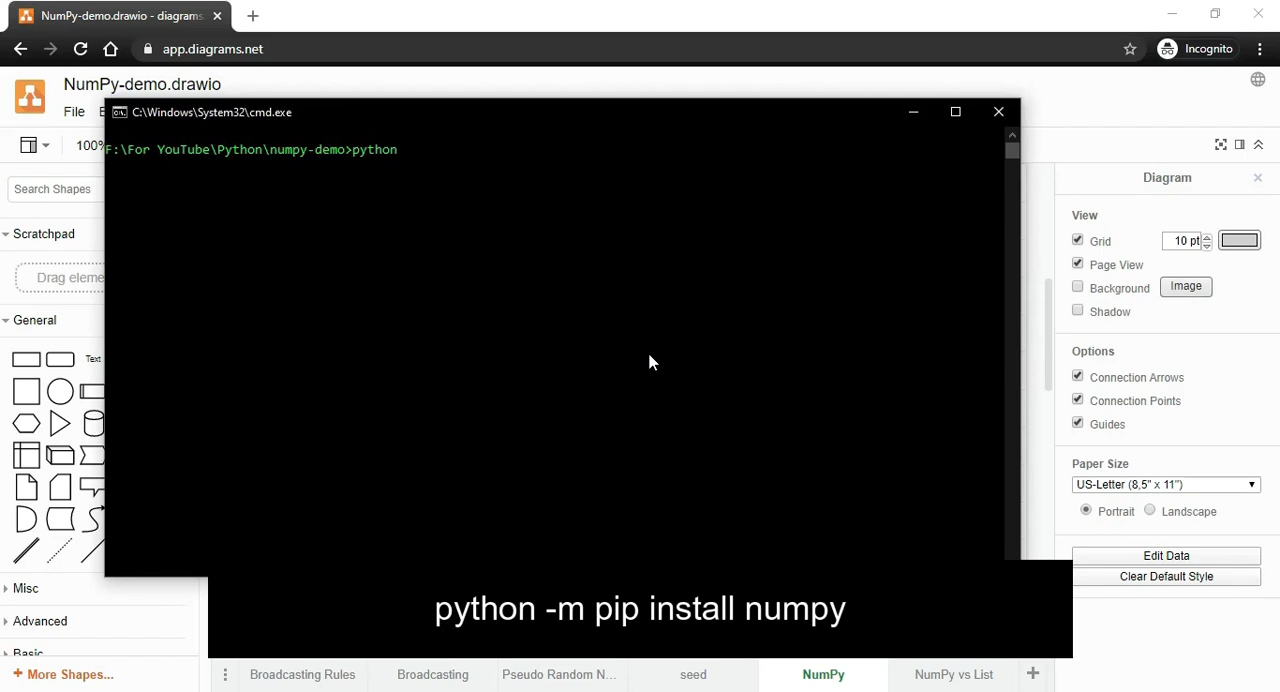 NumPy-demo.drawio - diagrams
app.diagrams.net
Incognito
NumPy-demo.drawio
File
C:\Windows\System32\cmd.exe
100%
F:\For YouTube\Python\numpy-demo>python
Search Shapes
Scratchpad
Drag eleme
General
Text
Misc
Advanced
Basic
+ More Shapes...
Diagram
View
Grid
10 pt
Page View
Background
Image
Shadow
Options
Connection Arrows
Connection Points
Guides
Paper Size
US-Letter (8,5" x 11")
Portrait
Landscape
Edit Data
Clear Default Style
python -m pip install numpy
Broadcasting Rules
Broadcasting
Pseudo Random N...
seed
NumPy
NumPy vs List